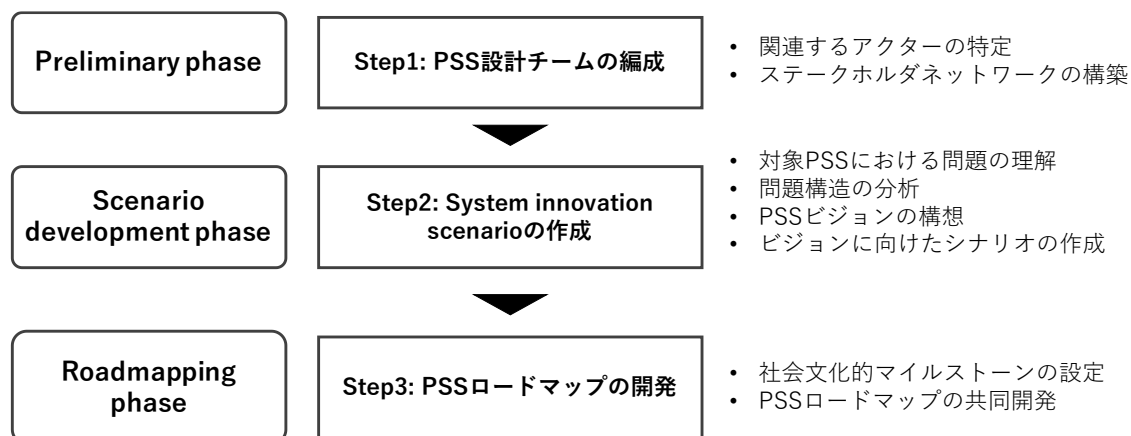 Preliminary phase
Step1: PSS設計チームの編成
• 関連するアクターの特定
• ステークホルダネットワークの構築
Scenario
development phase
Step2: System innovation
scenarioの作成
• 対象PSSにおける問題の理解
• 問題構造の分析
• PSSビジョンの構想
• ビジョンに向けたシナリオの作成
Roadmapping
phase
Step3: PSSロードマップの開発
• 社会文化的マイルストーンの設定
• PSSロードマップの共同開発